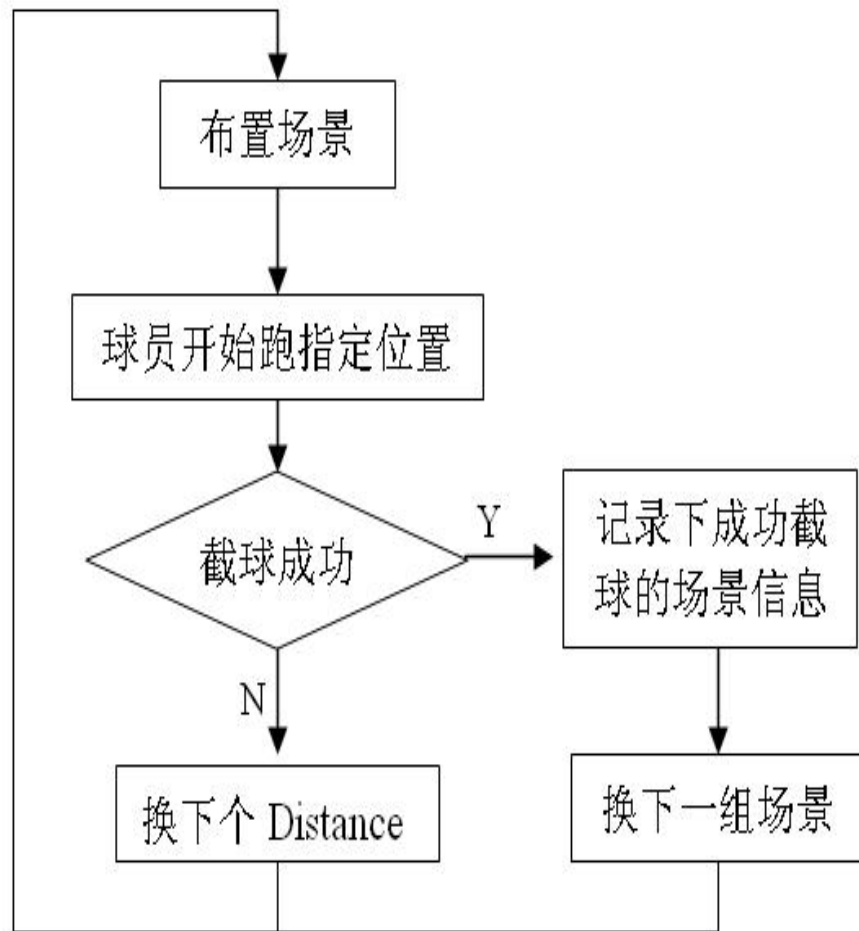 布置场景
球员开始跑指定位置
截球成功
Y
记录下成功截
球的场景信息
N
换下个 Distance
换下一组场景